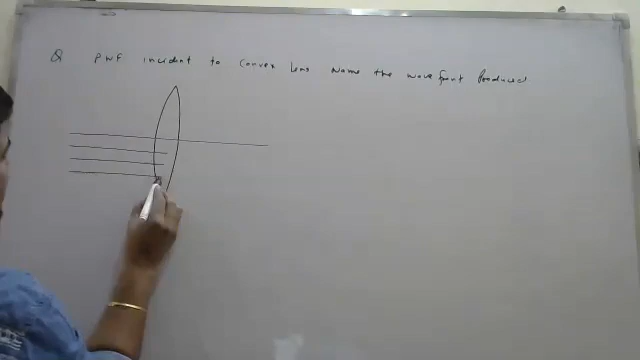 Q PWF incident to Convex lens Name the wave front Produced